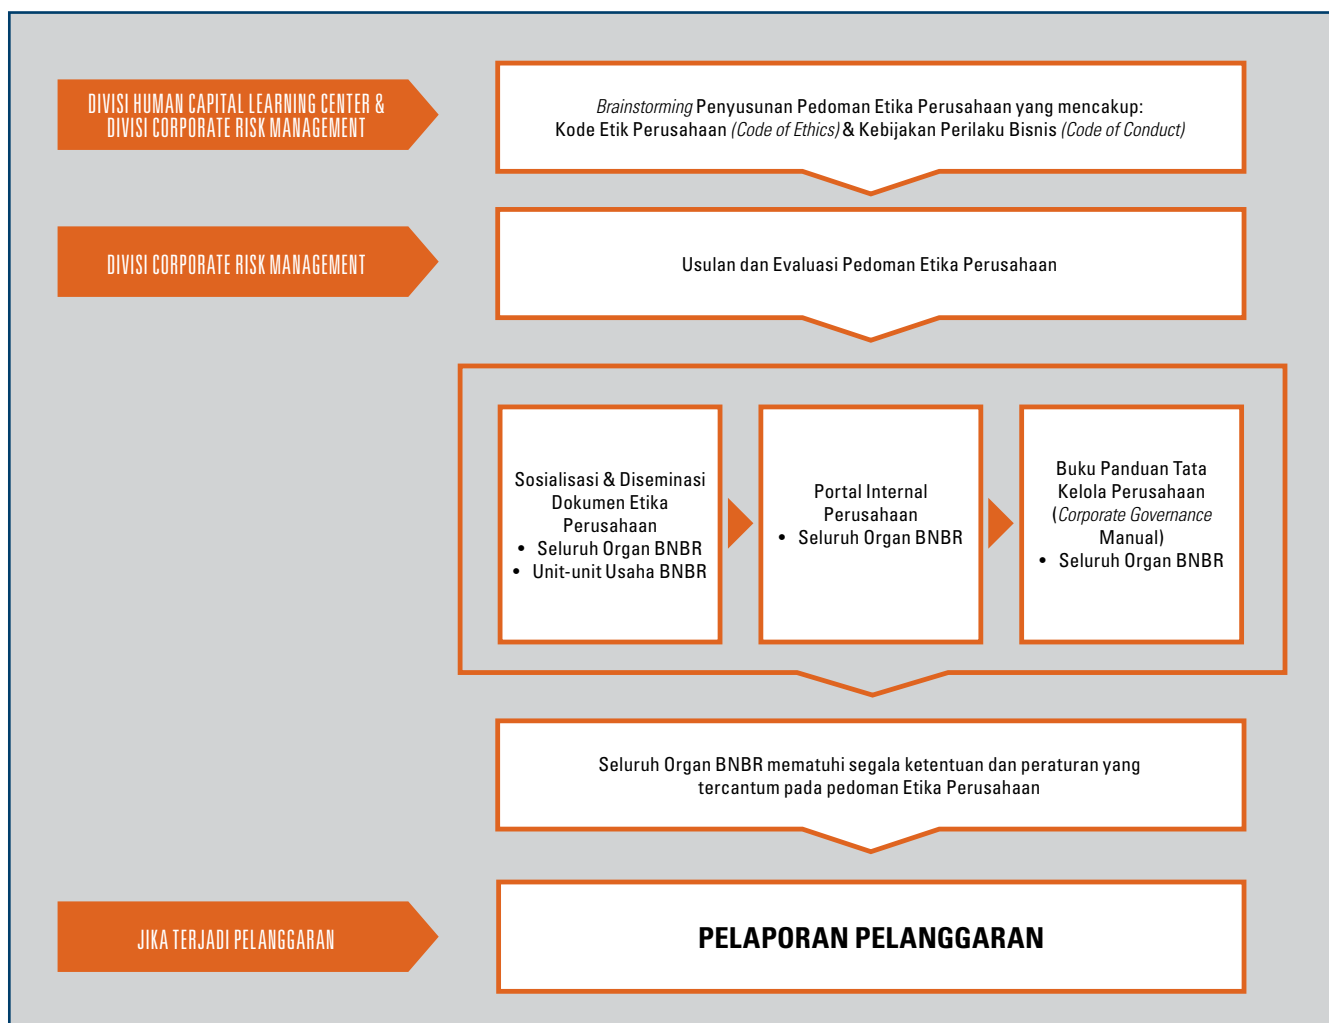 DIVISI HUMAN CAPITAL LEARNING CENTER &
DIVISI CORPORATE RISK MANAGEMENT
Brainstorming Penyusunan Pedoman Etika Perusahaan yang mencakup:
Kode Etik Perusahaan (Code of Ethics) & Kebijakan Perilaku Bisnis (Code of Conduct)
DIVISI CORPORATE RISK MANAGEMENT
Usulan dan Evaluasi Pedoman Etika Perusahaan
Sosialisasi & Diseminasi
Dokumen Etika
Perusahaan
• Seluruh Organ BNBR
• Unit-unit Usaha BNBR
Portal Internal
Perusahaan
• Seluruh Organ BNBR
Buku Panduan Tata
Kelola Perusahaan
(Corporate Governance
Manual)
• Seluruh Organ BNBR
Seluruh Organ BNBR mematuhi segala ketentuan dan peraturan yang
tercantum pada pedoman Etika Perusahaan
JIKA TERJADI PELANGGARAN
PELAPORAN PELANGGARAN